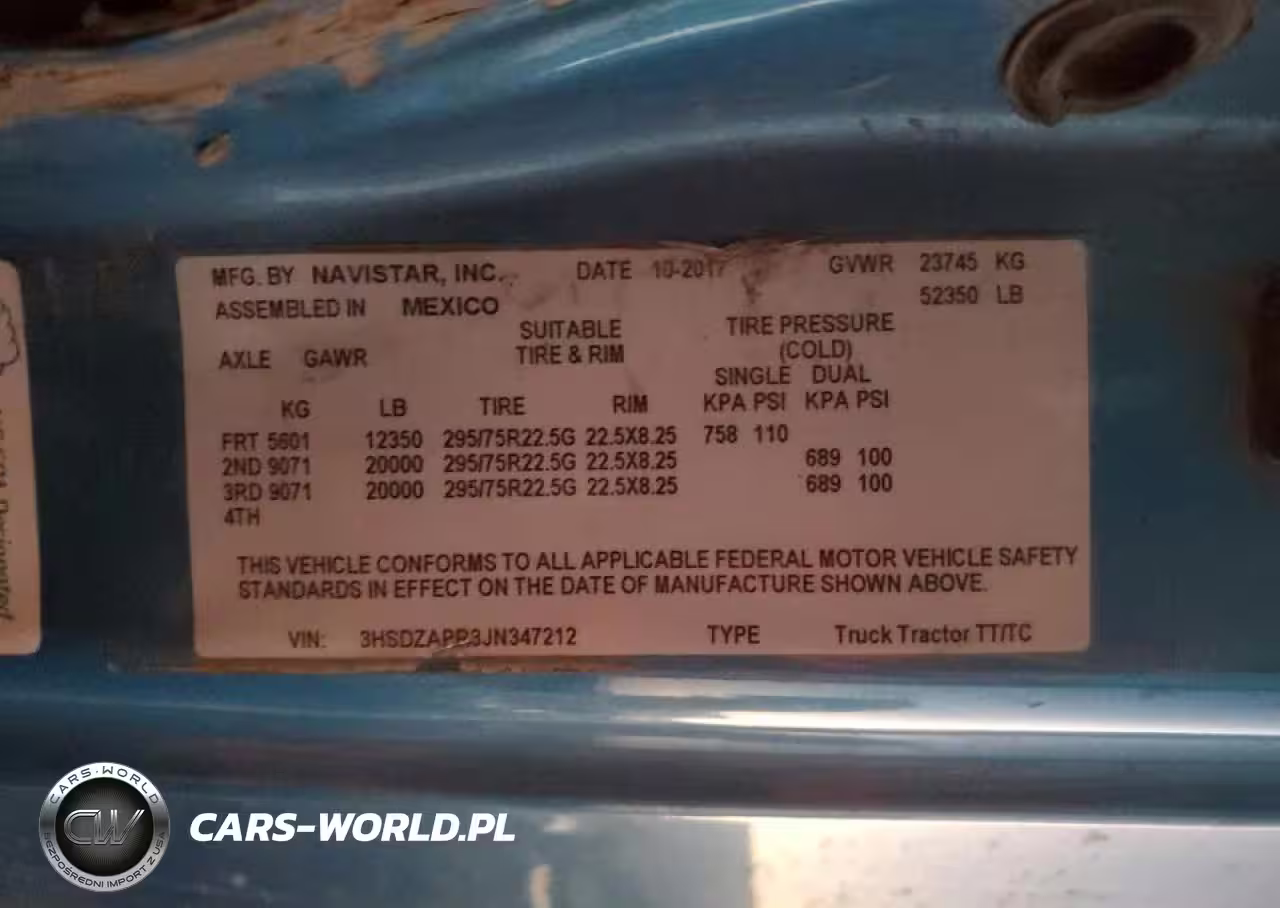 MFG. BY NAVISTAR, INC. DATE 10-2017 GVWR 23745 KG
ASSEMBLED IN MEXICO 52350 LB
SUITABLE TIRE PRESSURE
AXLE GAWR TIRE & RIM (COLD)
SINGLE DUAL
KG LB TIRE RIM KPA PSI KPA PSI
FRT 5601 12350 295/75R22.5G 22.5X8.25 758 110
2ND 9071 20000 295/75R22.5G 22.5X8.25 689 100
3RD 9071 20000 295/75R22.5G 22.5X8.25 689 100
4TH
THIS VEHICLE CONFORMS TO ALL APPLICABLE FEDERAL MOTOR VEHICLE SAFETY
STANDARDS IN EFFECT ON THE DATE OF MANUFACTURE SHOWN ABOVE.
VIN: 3HSDZAPP3JN347212 TYPE Truck Tractor TT/TC
CARS-WORLD
CW
BEZPOŚREDNI IMPORT Z USA
CARS-WORLD.PL